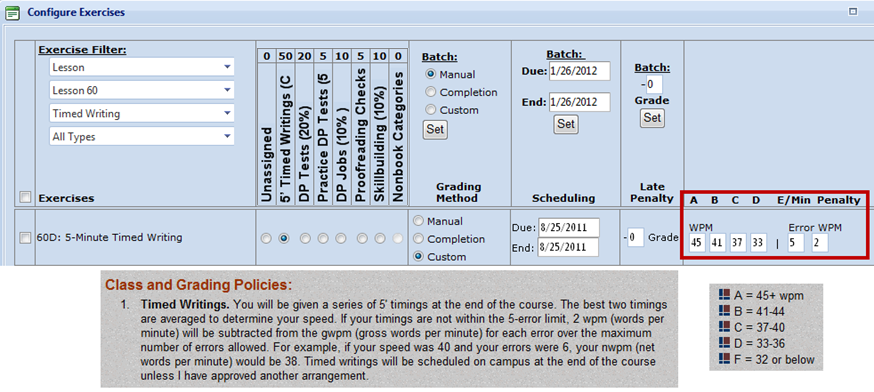 Configure Exercises
Exercise Filter:
Lesson
Lesson 60
Timed Writing
All Types
Exercises
0 50 20 5 10 5 10 0
Unassigned
5' Timed Writings (C
DP Tests (20%)
Practice DP Tests (5
DP Jobs (10% )
Proofreading Checks
Skillbuilding (10%)
Nonbook Categories
Batch:
Manual
Completion
Custom
Set
Grading
Method
Batch:
Due: 1/26/2012
End: 1/26/2012
Set
Scheduling
Batch:
-0
Grade
Set
Late
Penalty
A B C D E/Min Penalty
60D: 5-Minute Timed Writing
Manual
Completion
Custom
Due: 8/25/2011
End: 8/25/2011
-0 Grade
WPM Error WPM
45 41 37 33 | 5 2
Class and Grading Policies:
1. Timed Writings. You will be given a series of 5' timings at the end of the course. The best two timings
are averaged to determine your speed. If your timings are not within the 5-error limit, 2 wpm (words per
minute) will be subtracted from the gwpm (gross words per minute) for each error over the maximum
number of errors allowed. For example, if your speed was 40 and your errors were 6, your nwpm (net
words per minute) would be 38. Timed writings will be scheduled on campus at the end of the course
unless I have approved another arrangement.
A = 45+ wpm
B = 41-44
C = 37-40
D = 33-36
F = 32 or below